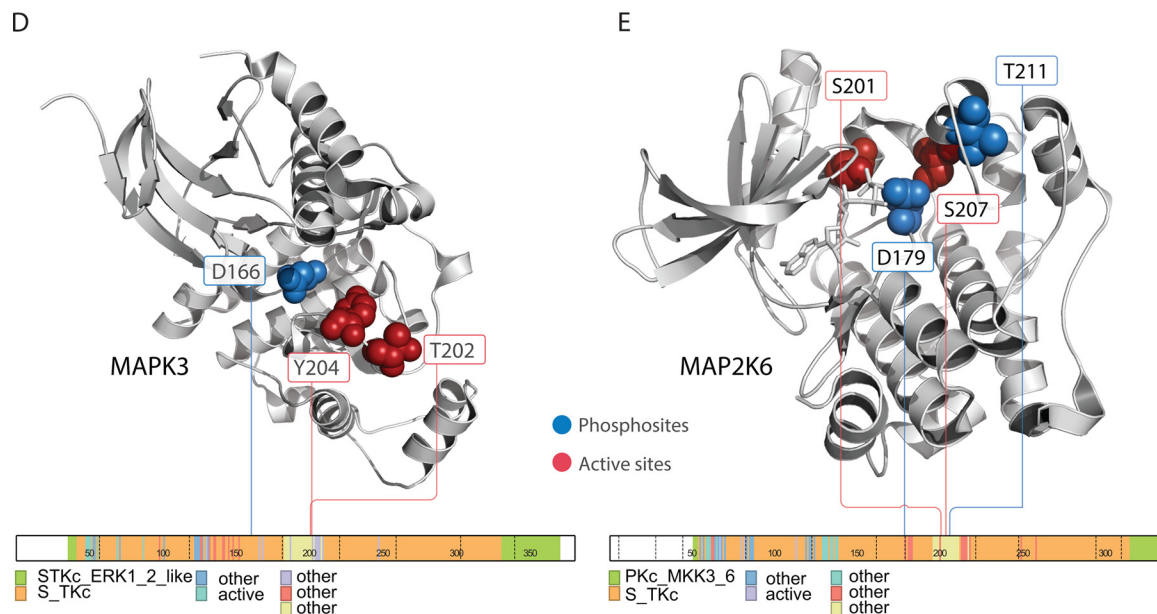 D
E
D166
MAPK3
Y204
T202
S201
T211
S207
D179
MAP2K6
Phosphosites
Active sites
50 100 150 200 250 300 350
STKc_ERK1_2_like
S_TKc
other
active
other
other
other
50 100 150 200 250 300
PKc_MKK3_6
S_TKc
other
active
other
other
other